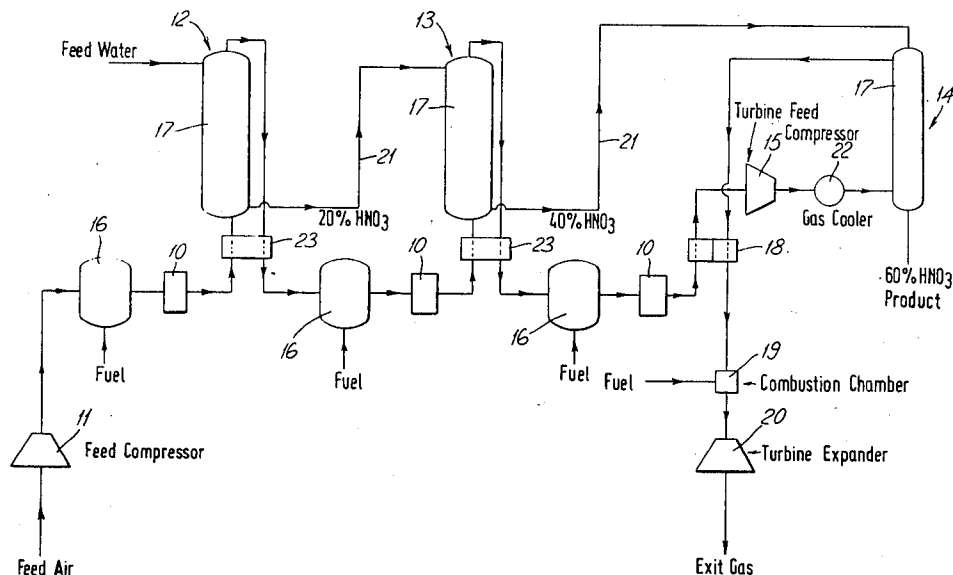 12
13
Feed Water
17
17
17
14
Turbine Feed
Compressor
15
22
21
21
Gas Cooler
20% HNO3
40% HNO3
16
10
23
10
23
10
18
60% HNO3
Product
16
16
Fuel
Fuel
Fuel
Fuel
19
Combustion Chamber
11
Feed Compressor
20
Turbine Expander
Feed Air
Exit Gas